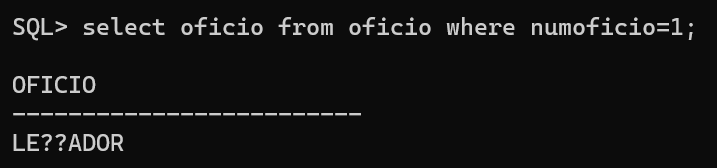 SQL> select oficio from oficio where numoficio=1;
OFICIO
-------------------------
LE??ADOR